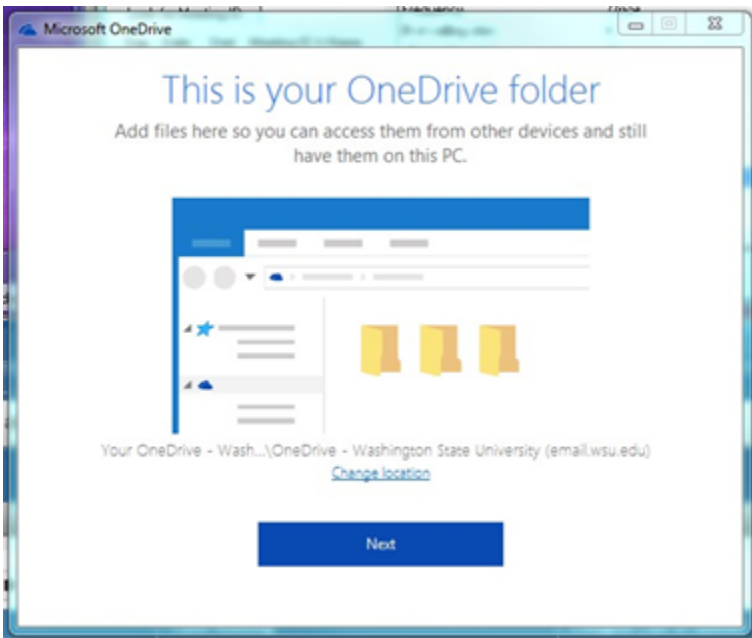 Microsoft OneDrive
This is your OneDrive folder
Add files here so you can access them from other devices and still
have them on this PC.
Your OneDrive - Wash...\OneDrive - Washington State University (email.wsu.edu)
Change location
Next